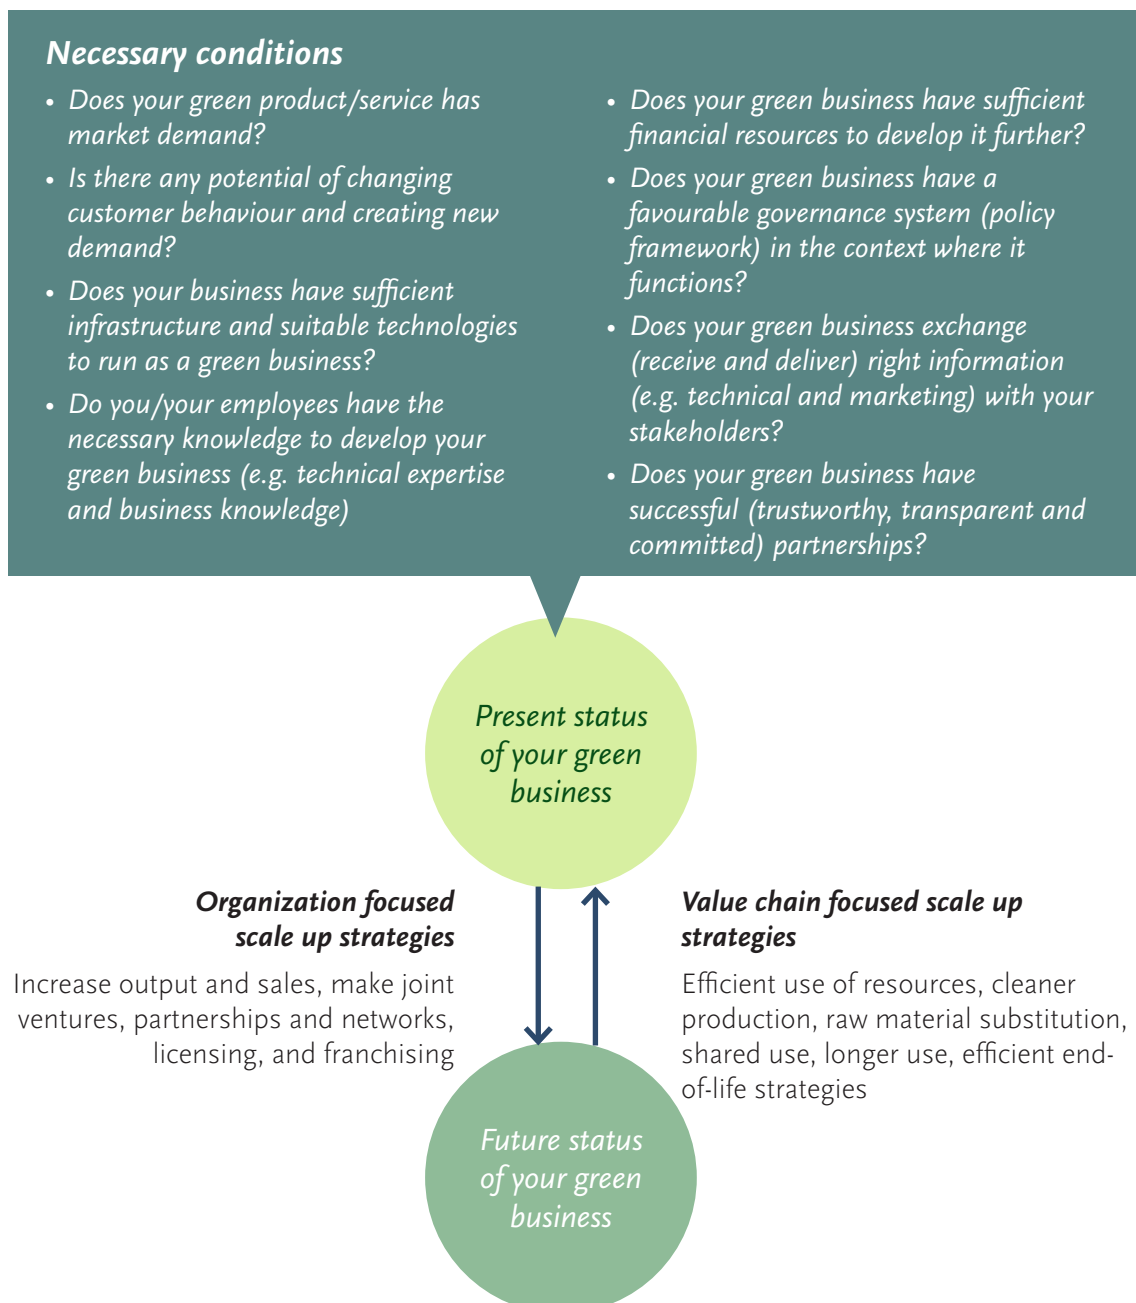 Necessary conditions
• Does your green product/service has
market demand?
• Is there any potential of changing
customer behaviour and creating new
demand?
• Does your business have sufficient
infrastructure and suitable technologies
to run as a green business?
• Do you/your employees have the
necessary knowledge to develop your
green business (e.g. technical expertise
and business knowledge)
• Does your green business have sufficient
financial resources to develop it further?
• Does your green business have a
favourable governance system (policy
framework) in the context where it
functions?
• Does your green business exchange
(receive and deliver) right information
(e.g. technical and marketing) with your
stakeholders?
• Does your green business have
successful (trustworthy, transparent and
committed) partnerships?
Present status
of your green
business
Organization focused
scale up strategies
Increase output and sales, make joint
ventures, partnerships and networks,
licensing, and franchising
Value chain focused scale up
strategies
Efficient use of resources, cleaner
production, raw material substitution,
shared use, longer use, efficient end-
of-life strategies
Future status
of your green
business